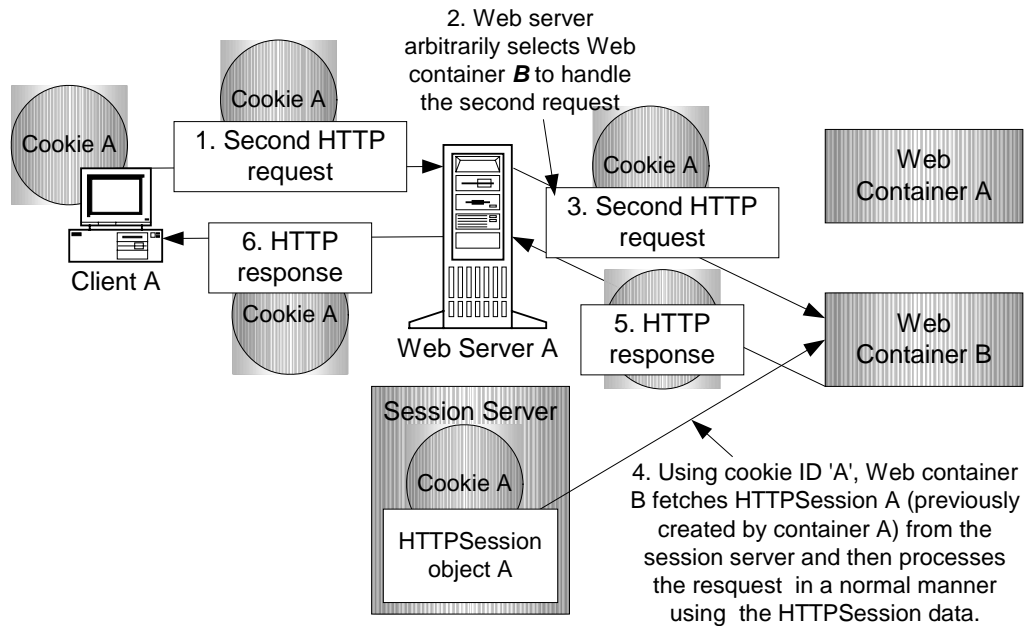 2. Web server
arbitrarily selects Web
container B to handle
the second request
Cookie A
Cookie A
1. Second HTTP
request
Cookie A
3. Second HTTP
request
Web
Container A
6. HTTP
response
Client A
Cookie A
Web Server A
5. HTTP
response
Web
Container B
Session Server
Cookie A
HTTPSession
object A
4. Using cookie ID 'A', Web container
B fetches HTTPSession A (previously
created by container A) from the
session server and then processes
the resquest in a normal manner
using the HTTPSession data.